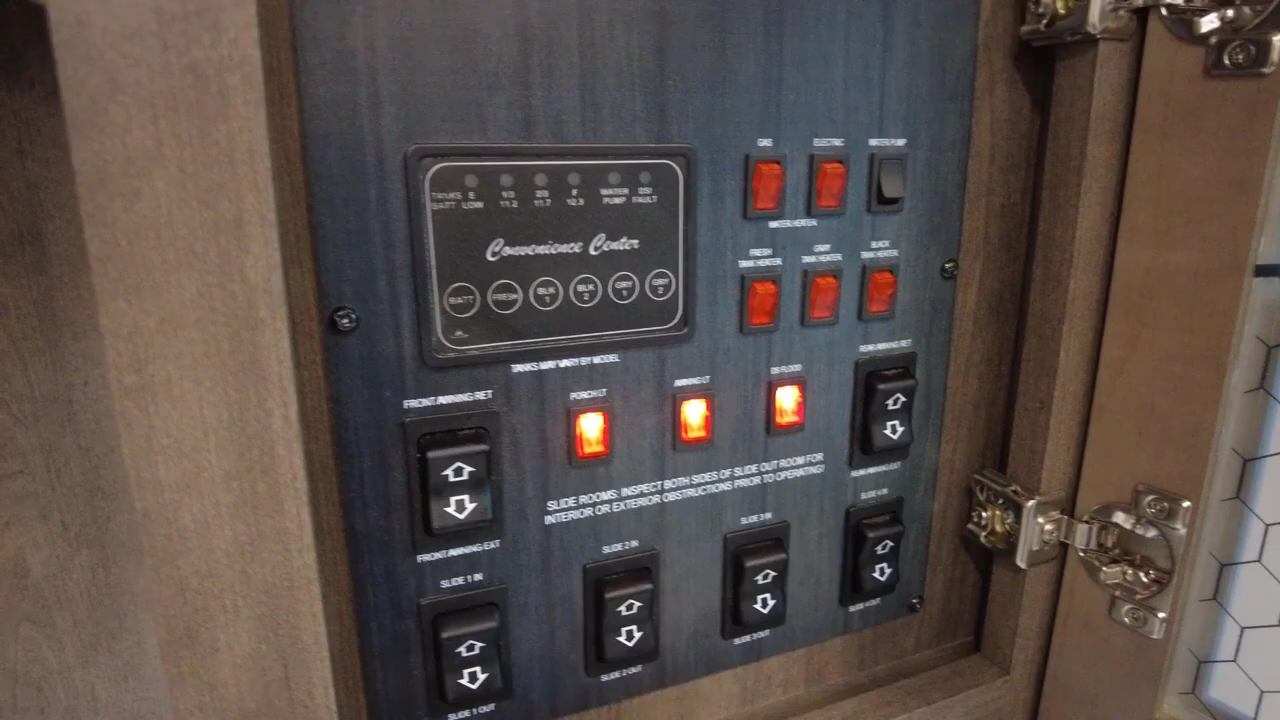 GAS ELECTRIC WATER PUMP
WATER HEATER
TANKS E 1/3 2/3 F WATER DSI
BATT LOW 11.2 11.7 12.3 PUMP FAULT
Convenience Center
BATT FRESH BLK 1 BLK 2 GRY 1 GRY 2
TANKS MAY VARY BY MODEL
FRESH TANK HEATER
GRAY TANK HEATER
BLACK TANK HEATER
FRONT AWNING RET
PORCH LT
AWNING LT
DS FLOOD
REAR AWNING RET
FRONT AWNING EXT
REAR AWNING EXT
SLIDE ROOMS: INSPECT BOTH SIDES OF SLIDE OUT ROOM FOR
INTERIOR OR EXTERIOR OBSTRUCTIONS PRIOR TO OPERATING!
SLIDE 1 IN
SLIDE 2 IN
SLIDE 3 IN
SLIDE 4 IN
SLIDE 1 OUT
SLIDE 2 OUT
SLIDE 3 OUT
SLIDE 4 OUT